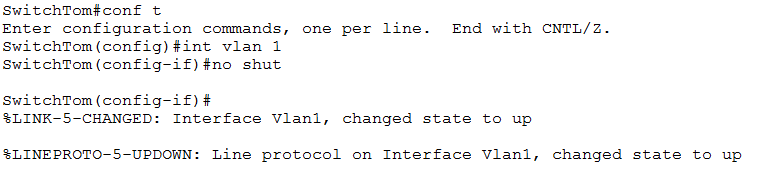 SwitchTom#conf t
Enter configuration commands, one per line.  End with CNTL/Z.
SwitchTom(config)#int vlan 1
SwitchTom(config-if)#no shut
SwitchTom(config-if)#
%LINK-5-CHANGED: Interface Vlan1, changed state to up
%LINEPROTO-5-UPDOWN: Line protocol on Interface Vlan1, changed state to up